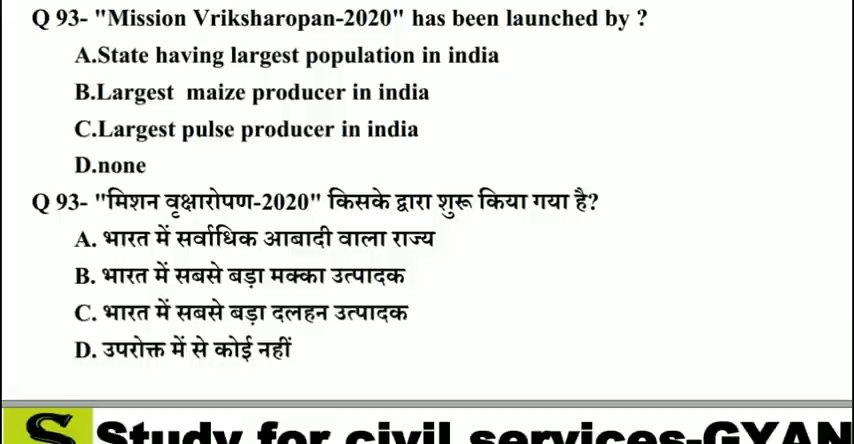 Q 93- "Mission Vriksharopan-2020" has been launched by ?
A.State having largest population in india
B.Largest maize producer in india
C.Largest pulse producer in india
D.none
Q 93- "मिशन वृक्षारोपण-2020" किसके द्वारा शुरू किया गया है?
A. भारत में सर्वाधिक आबादी वाला राज्य
B. भारत में सबसे बड़ा मक्का उत्पादक
C. भारत में सबसे बड़ा दलहन उत्पादक
D. उपरोक्त में से कोई नहीं
S Study for civil services-GYAN